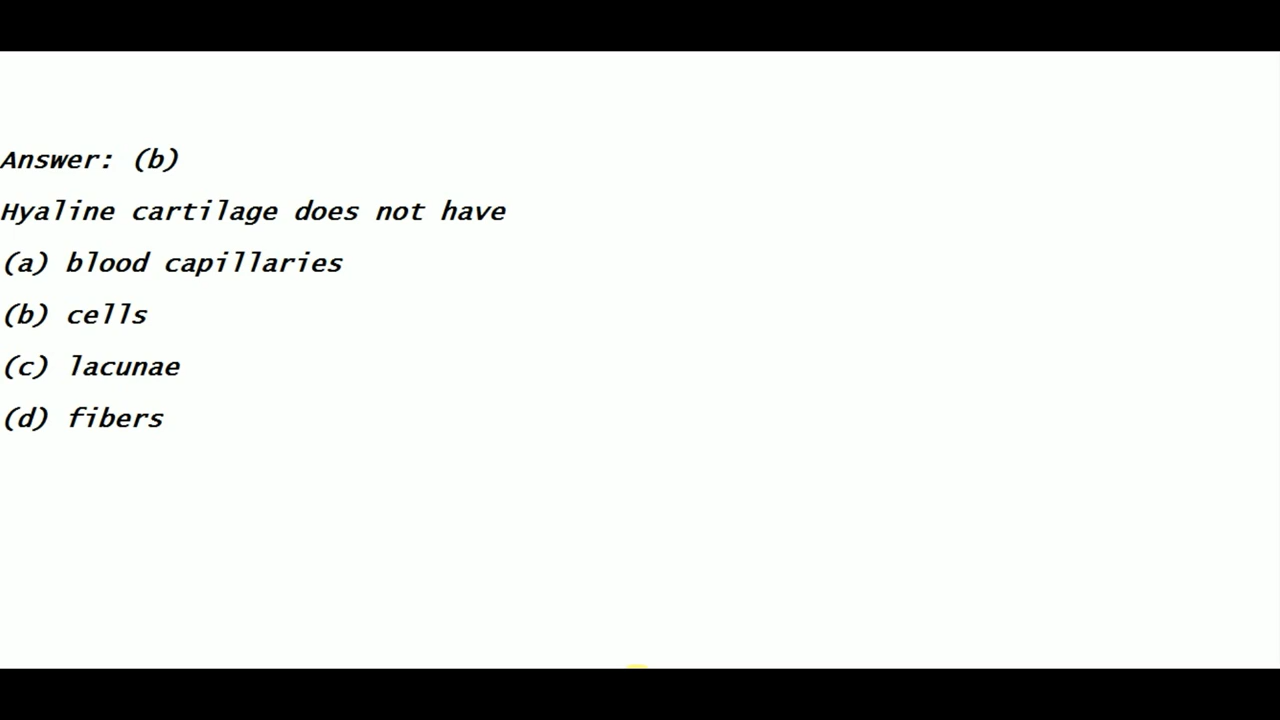 Answer: (b)
Hyaline cartilage does not have
(a) blood capillaries
(b) cells
(c) lacunae
(d) fibers